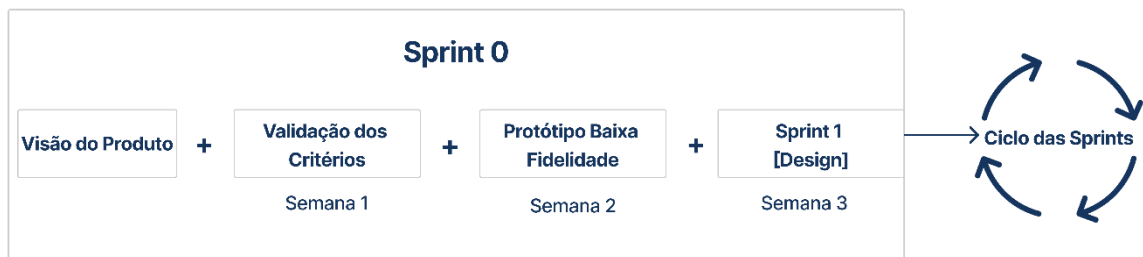 Sprint 0
Visão do Produto
+
Validação dos
Critérios
+
Protótipo Baixa
Fidelidade
+
Sprint 1
[Design]
Ciclo das Sprints
Semana 1
Semana 2
Semana 3